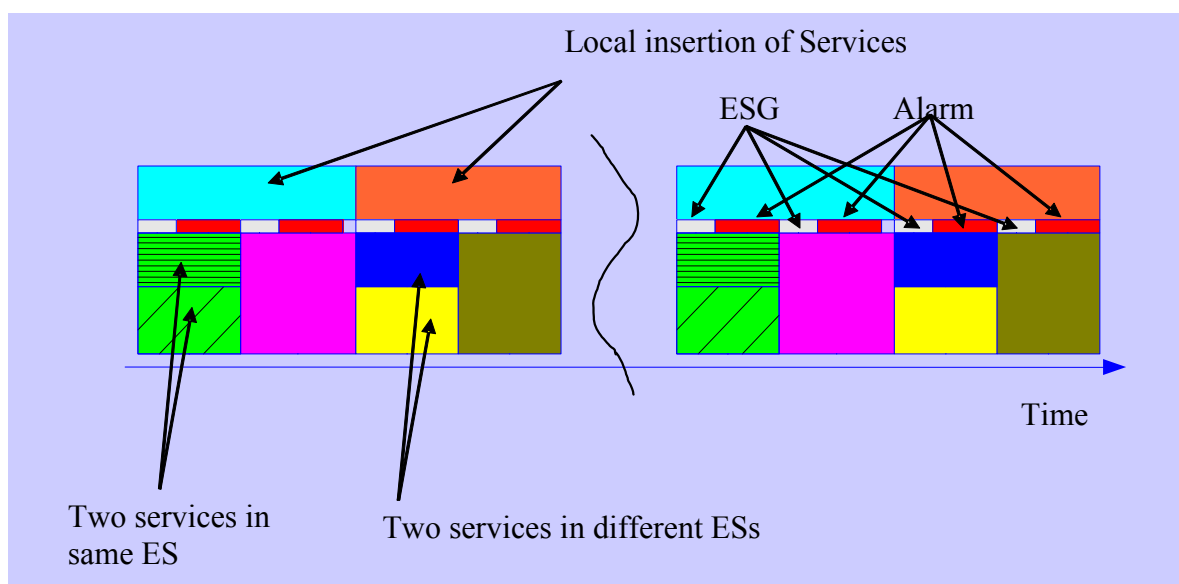 Local insertion of Services
ESG
Alarm
Time
Two services in
same ES
Two services in different ESs